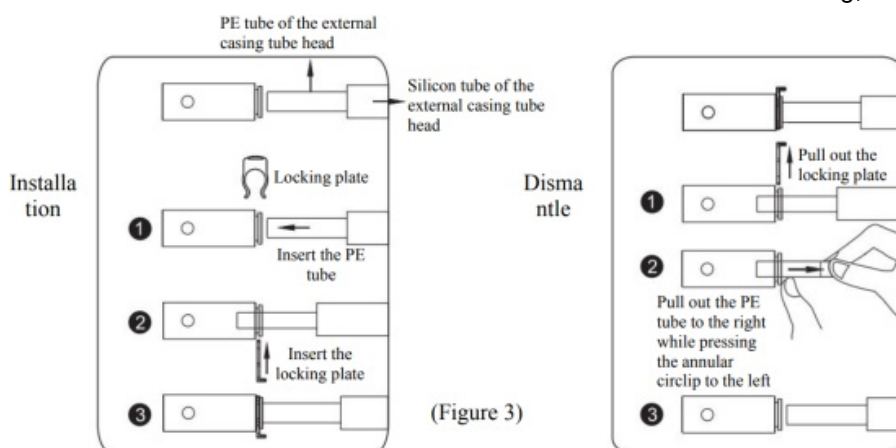 g,
PE tube of the external
casing tube head
Silicon tube of the
external casing tube
head
Installa
tion
Locking plate
1
Insert the PE
tube
2
Insert the
locking plate
3
(Figure 3)
Disma
ntle
Pull out the
locking plate
1
2
Pull out the PE
tube to the right
while pressing
the annular
circlip to the left
3